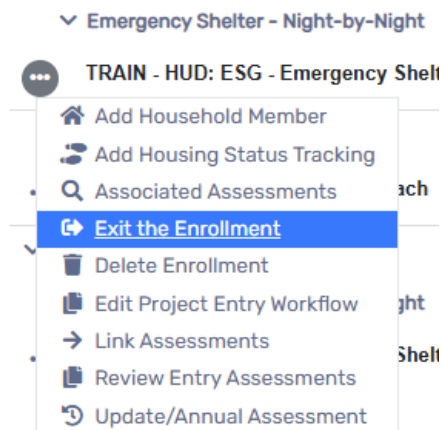 Emergency Shelter - Night-by-Night
TRAIN - HUD: ESG - Emergency
Add Household Member
Add Housing Status Tracking
Associated Assessments
Exit the Enrollment
Delete Enrollment
Edit Project Entry Workflow
Link Assessments
Review Entry Assessments
Update/Annual Assessment